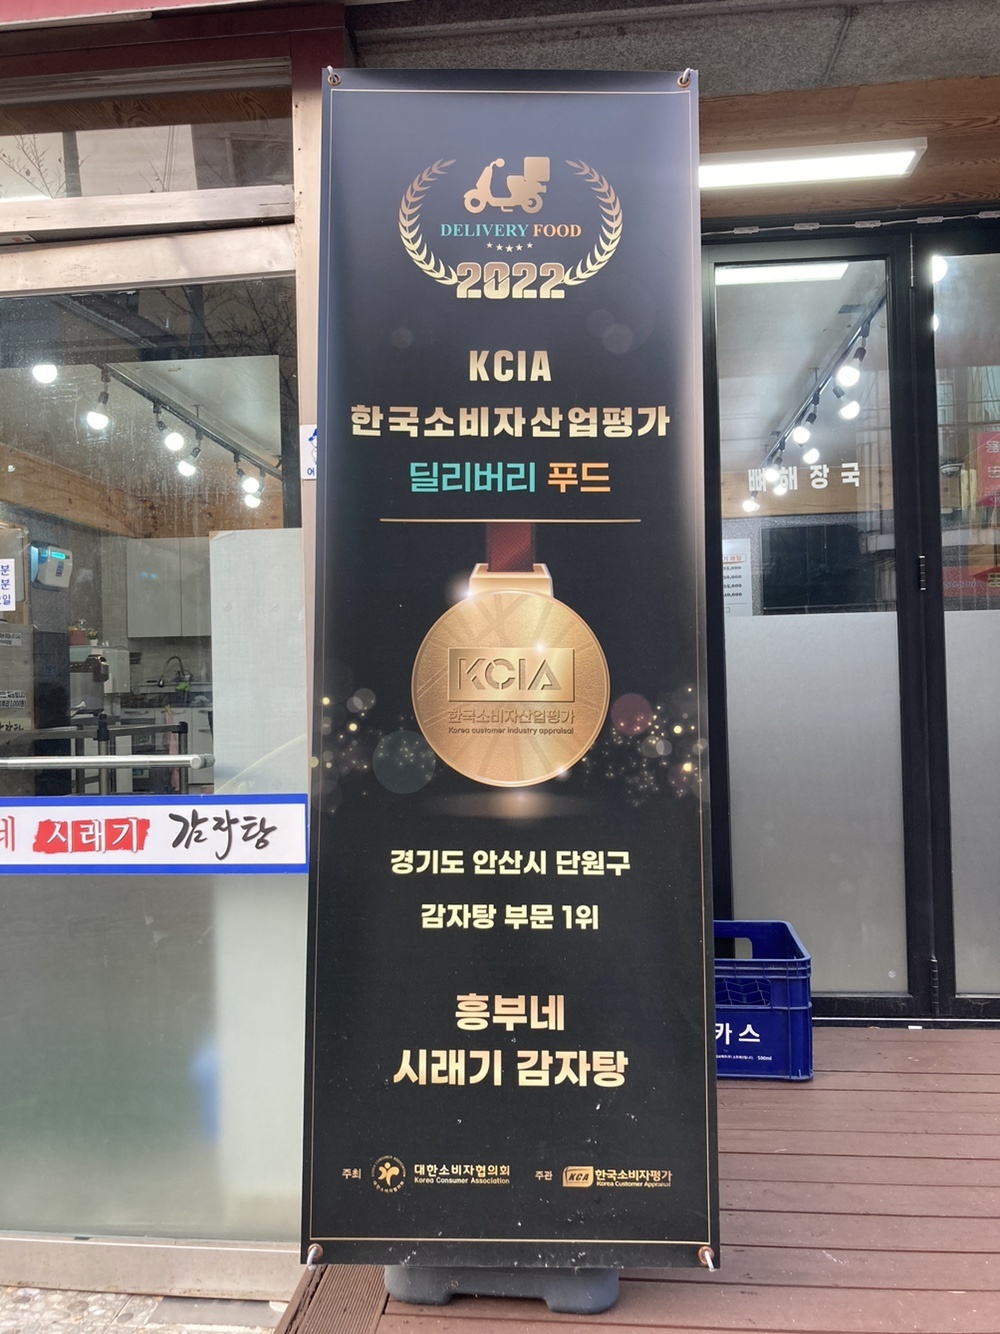 DELIVERY FOOD
2022
KCIA
한국소비자산업평가
딜리버리 푸드
KCIA
한국소비자산업평가
Korea customer industry appraisal
경기도 안산시 단원구
감자탕 부문 1위
흥부네
시래기 감자탕
주최
대한소비자협의회
Korea Consumer Association
주관
KCA
한국소비자평가
Korea Customer Appraisal
네 시래기 감자탕
뼈해장국
카스
500ml